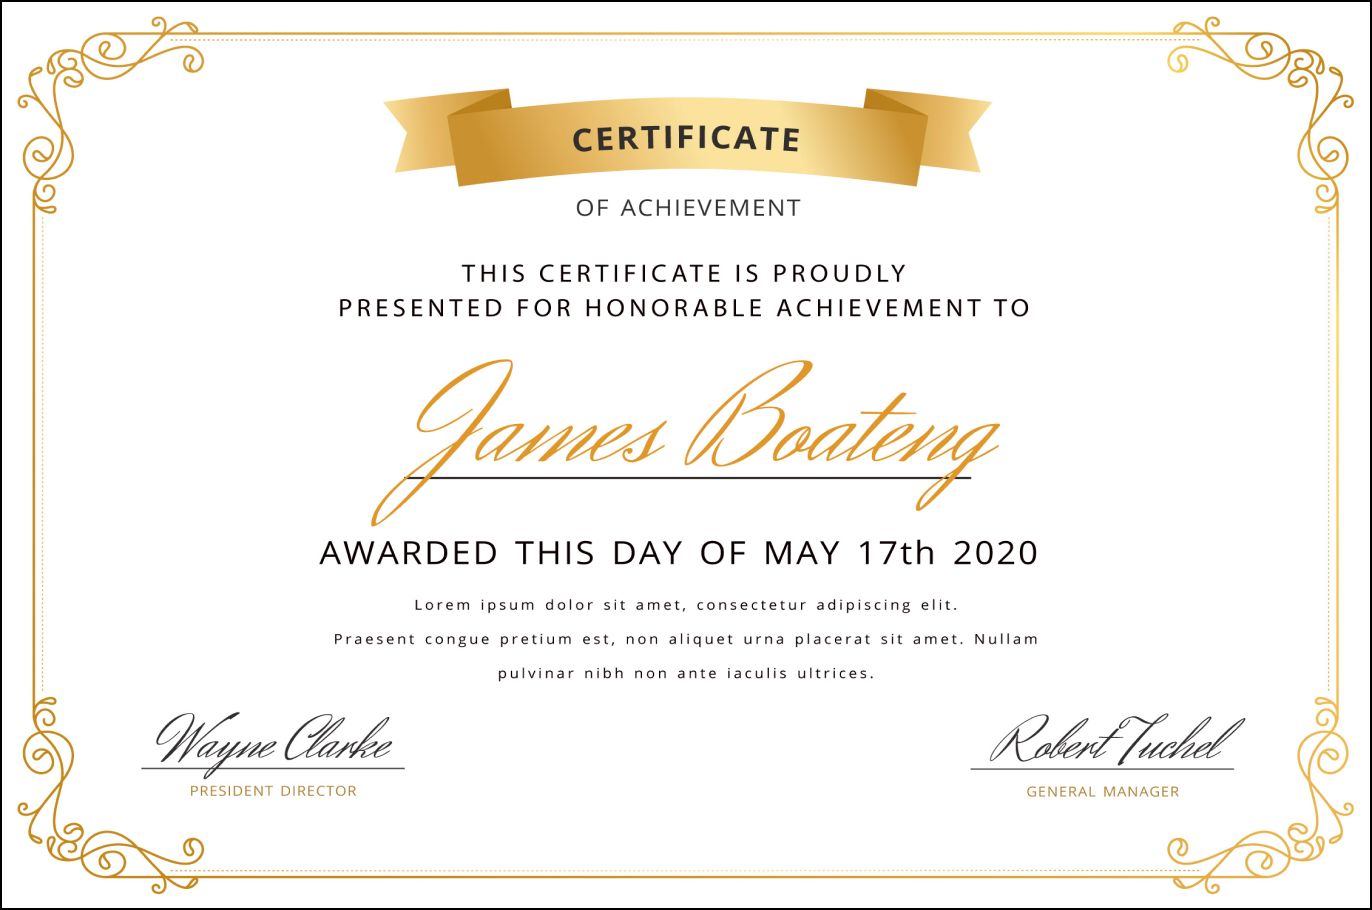 CERTIFICATE
OF ACHIEVEMENT
THIS CERTIFICATE IS PROUDLY
PRESENTED FOR HONORABLE ACHIEVEMENT TO
James Boateng
AWARDED THIS DAY OF MAY 17th 2020
Lorem ipsum dolor sit amet, consectetur adipiscing elit.
Praesent congue pretium est, non aliquet urna placerat sit amet. Nullam
pulvinar nibh non ante iaculis ultrices.
Wayne Clarke
PRESIDENT DIRECTOR
Robert Tuchel
GENERAL MANAGER